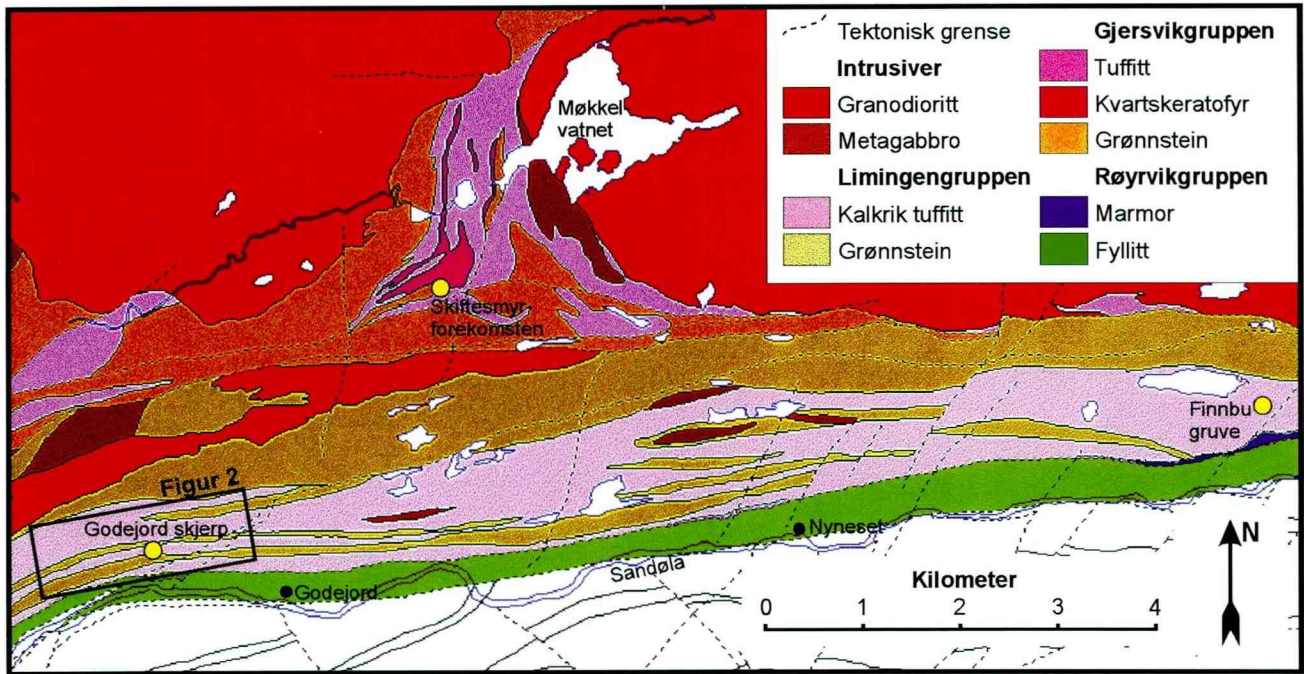 Tektonisk grense
Intrusiver
Granodioritt
Metagabbro
Limingengruppen
Kalkrik tuffitt
Grønnstein
Gjersvikgruppen
Tuffitt
Kvartskeratofyr
Grønnstein
Røyrvikgruppen
Marmor
Fyllitt
Møkkel-
vatnet
Skiftesmyr-
forekomsten
Finnbu
gruve
Figur 2
Godejord skjerp
Nyneset
Sandøla
Godejord
N
Kilometer
0 1 2 3 4